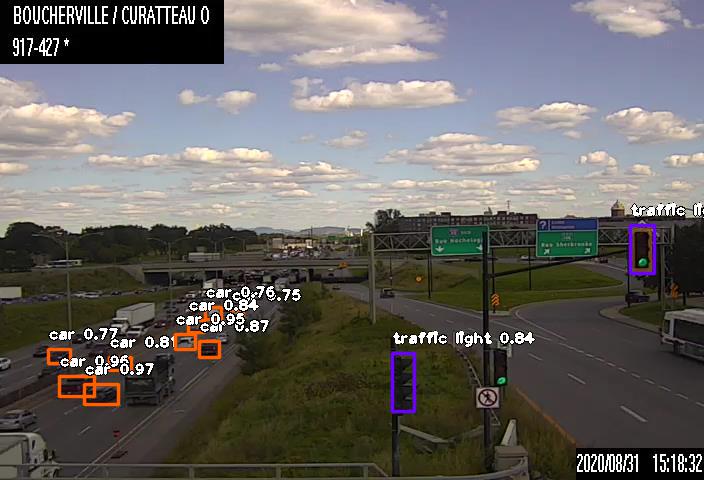 BOUCHERVILLE / CURATTEAU O
917-427 *
traffic li
Rue Hochelaga
Rue Sherbrooke
car 0.76
0.75
car 0.84
car 0.95
car 0.87
car 0.77
car 0.81
traffic light 0.84
car 0.96
car 0.97
2020/08/31 15:18:32